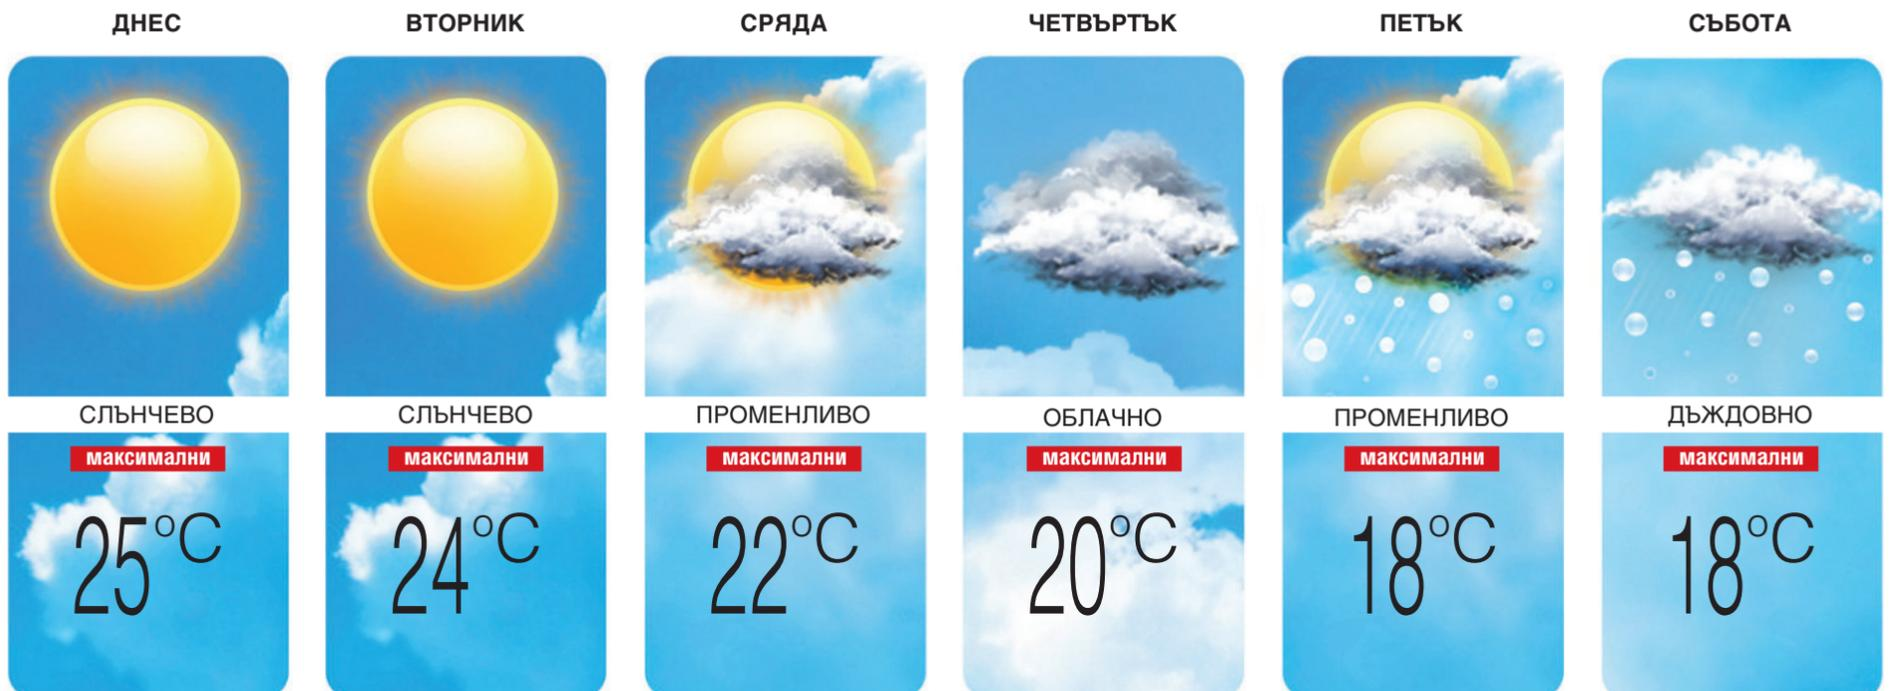 ДНЕС ВТОРНИК СРЯДА ЧЕТВЪРТЪК ПЕТЪК СЪБОТА
СЛЪНЧЕВО СЛЪНЧЕВО ПРОМЕНЛИВО ОБЛАЧНО ПРОМЕНЛИВО ДЪЖДОВНО
максимални максимални максимални максимални максимални максимални
25°C 24°C 22°C 20°C 18°C 18°C